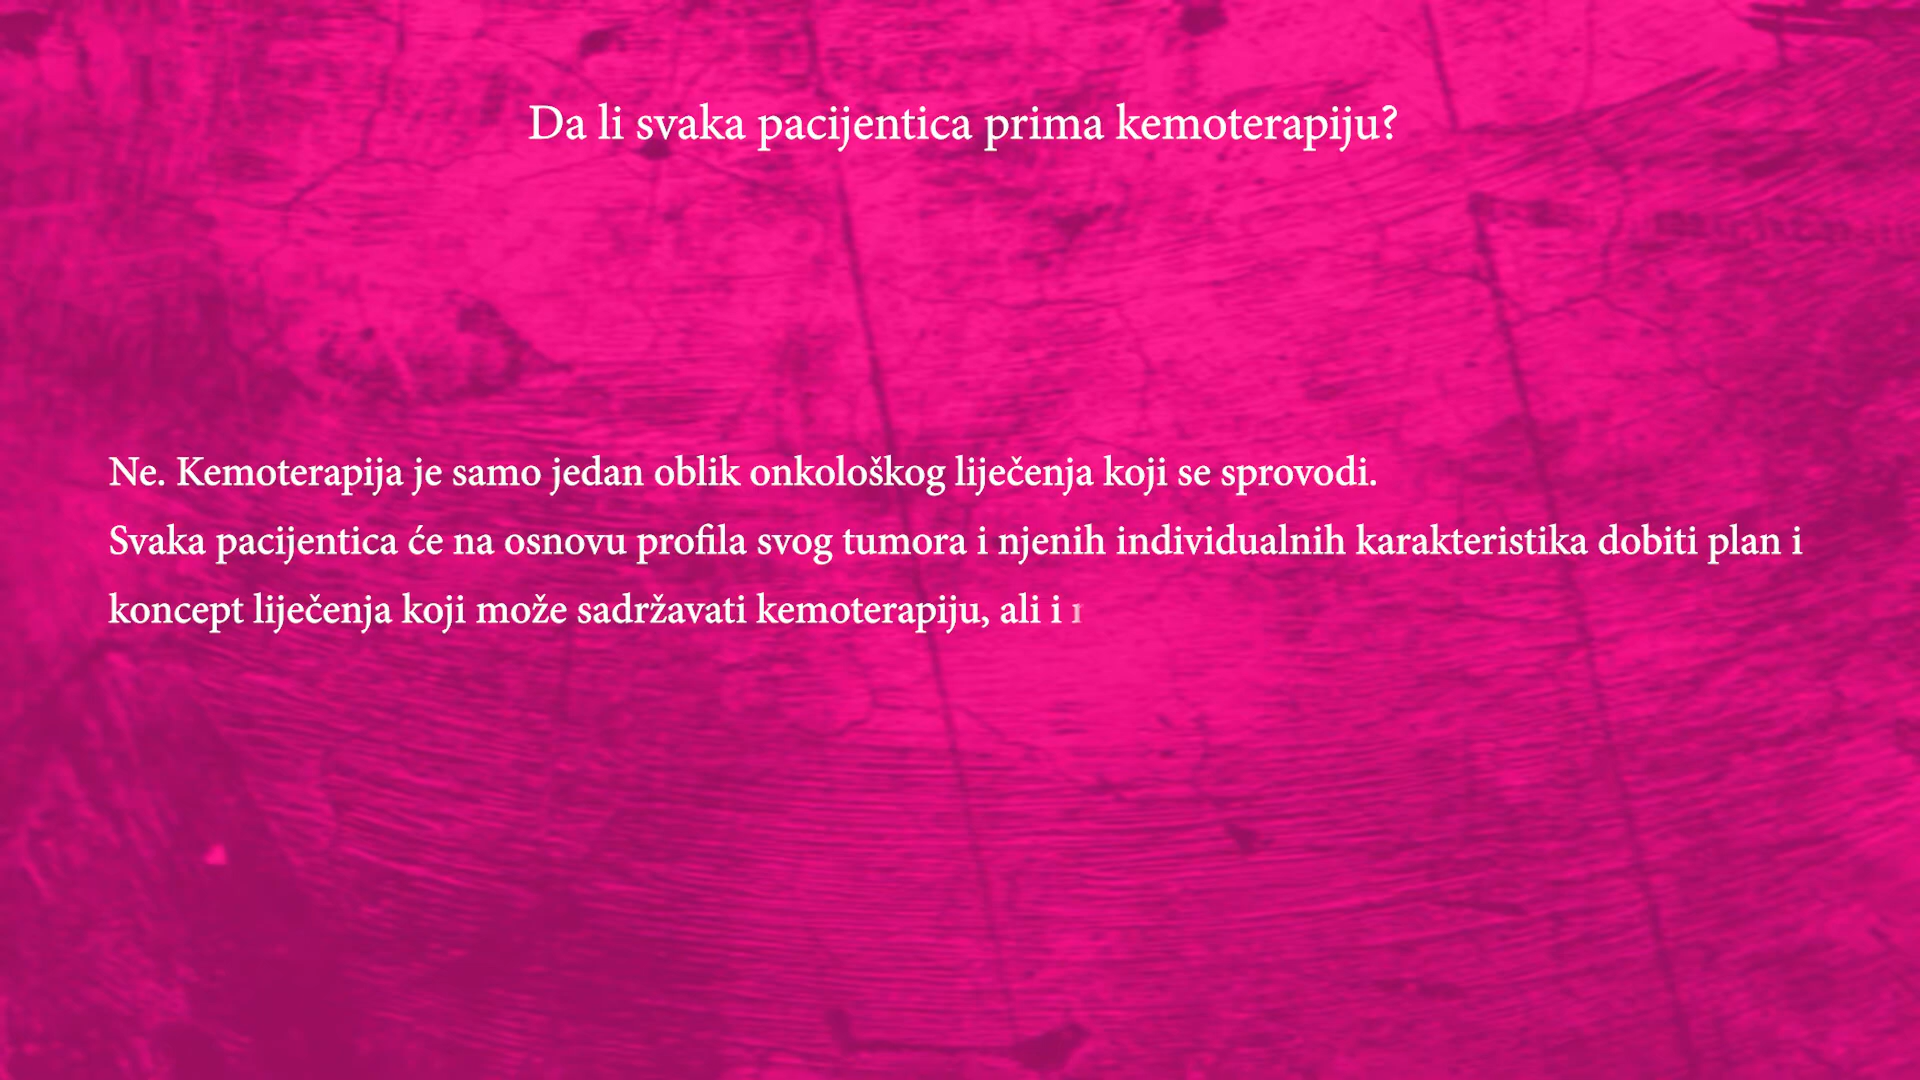 Da li svaka pacijentica prima kemoterapiju?
Ne. Kemoterapija je samo jedan oblik onkološkog liječenja koji se sprovodi.
Svaka pacijentica će na osnovu profila svog tumora i njenih individualnih karakteristika dobiti plan i
koncept liječenja koji može sadržavati kemoterapiju, ali i